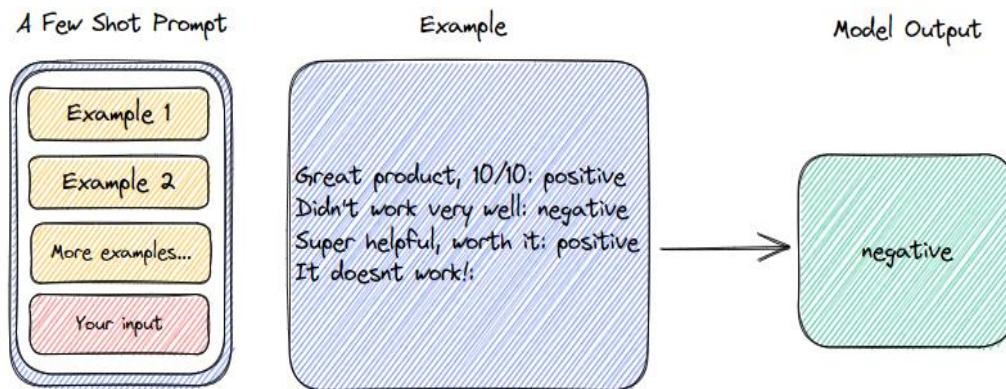 A Few Shot Prompt
Example 1
Example 2
More examples...
Your input
Example
Great product, 10/10: positive
Didn't work very well: negative
Super helpful, worth it: positive
It doesnt work!:
Model Output
negative